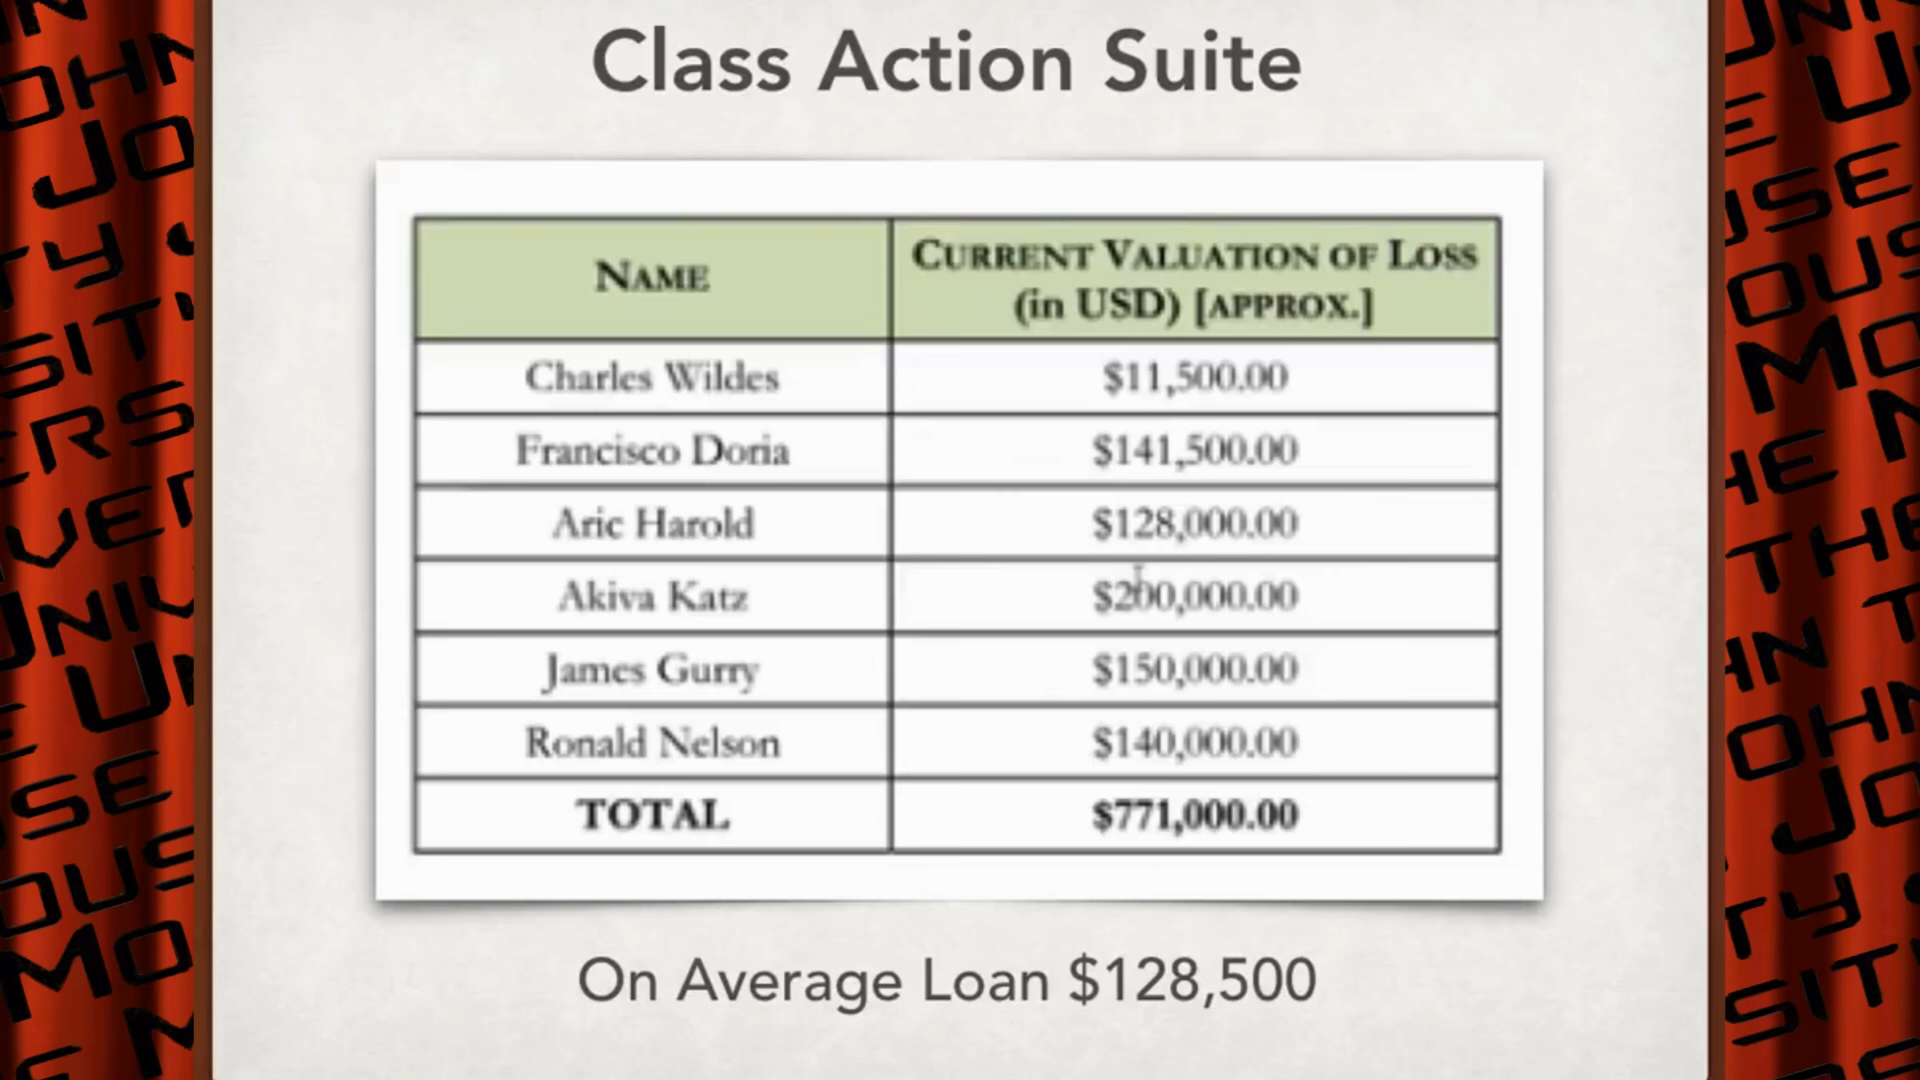 Class Action Suite
NAME
CURRENT VALUATION OF LOSS
(in USD) [APPROX.]
Charles Wildes
$11,500.00
Francisco Doria
$141,500.00
Aric Harold
$128,000.00
Akiva Katz
$200,000.00
James Gurry
$150,000.00
Ronald Nelson
$140,000.00
TOTAL
$771,000.00
On Average Loan $128,500